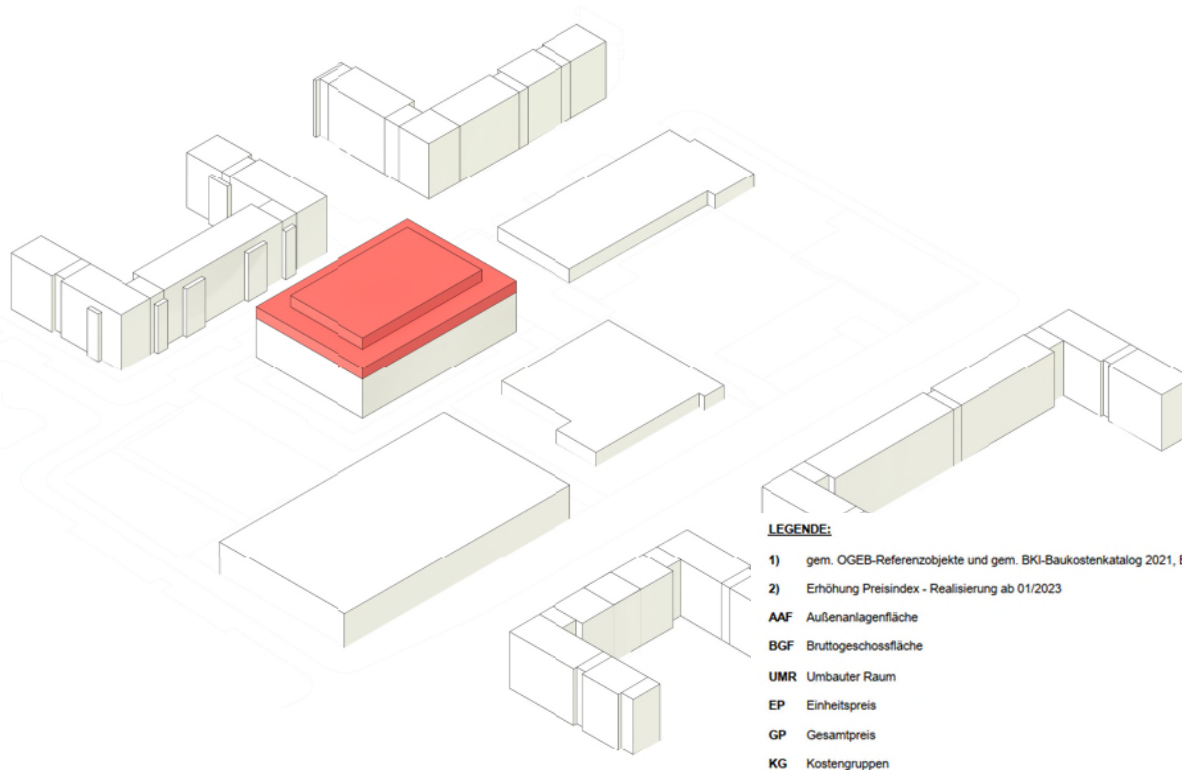 LEGENDE:
1) gem. OGEB-Referenzobjekte und gem. BKI-Baukostenkatalog 2021,
2) Erhöhung Preisindex - Realisierung ab 01/2023
AAF Außenanlagenfläche
BGF Bruttogeschossfläche
UMR Umbauter Raum
EP Einheitspreis
GP Gesamtpreis
KG Kostengruppen